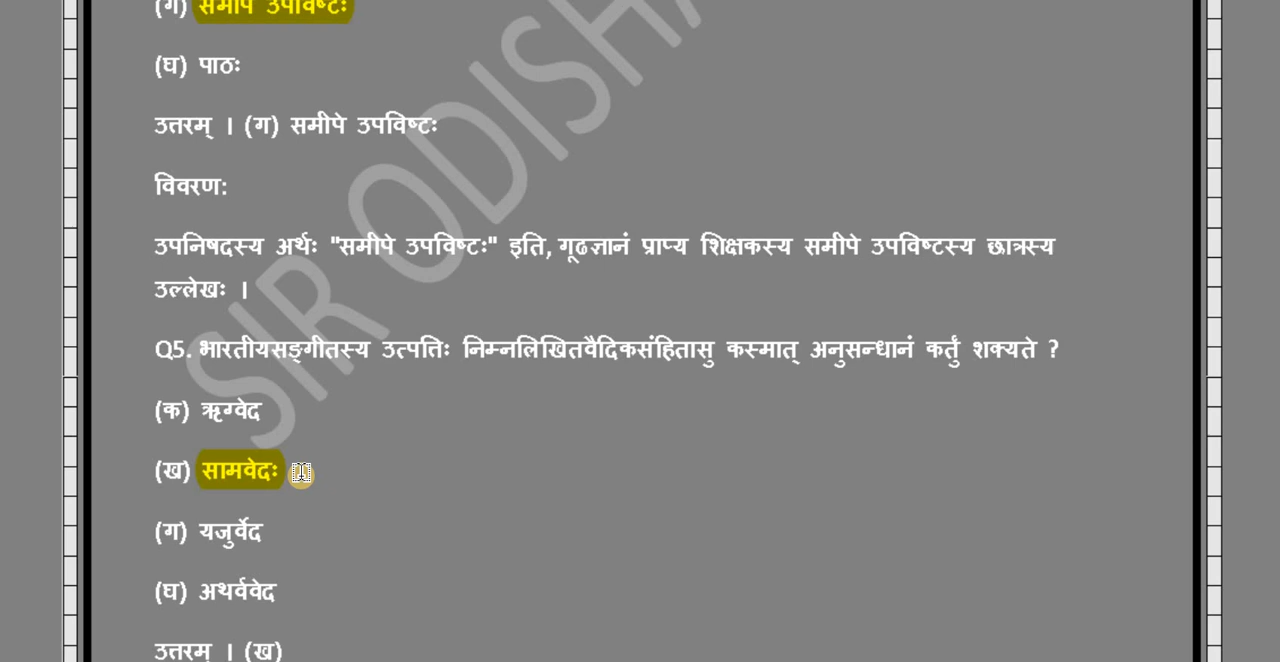 (ग) समीपे उपविष्टः
(घ) पाठः
उत्तरम् । (ग) समीपे उपविष्टः
विवरण:
उपनिषदस्य अर्थः "समीपे उपविष्टः" इति, गूढज्ञानं प्राप्य शिक्षकस्य समीपे उपविष्टस्य छात्रस्य
उल्लेखः ।
Q5. भारतीयसङ्गीतस्य उत्पत्तिः निम्नलिखितवैदिकसंहितासु कस्मात् अनुसन्धानं कर्तुं शक्यते ?
(क) ऋग्वेद
(ख) सामवेदः
(ग) यजुर्वेद
(घ) अथर्ववेद
उत्तरम् । (ख)
SIR ODISHA